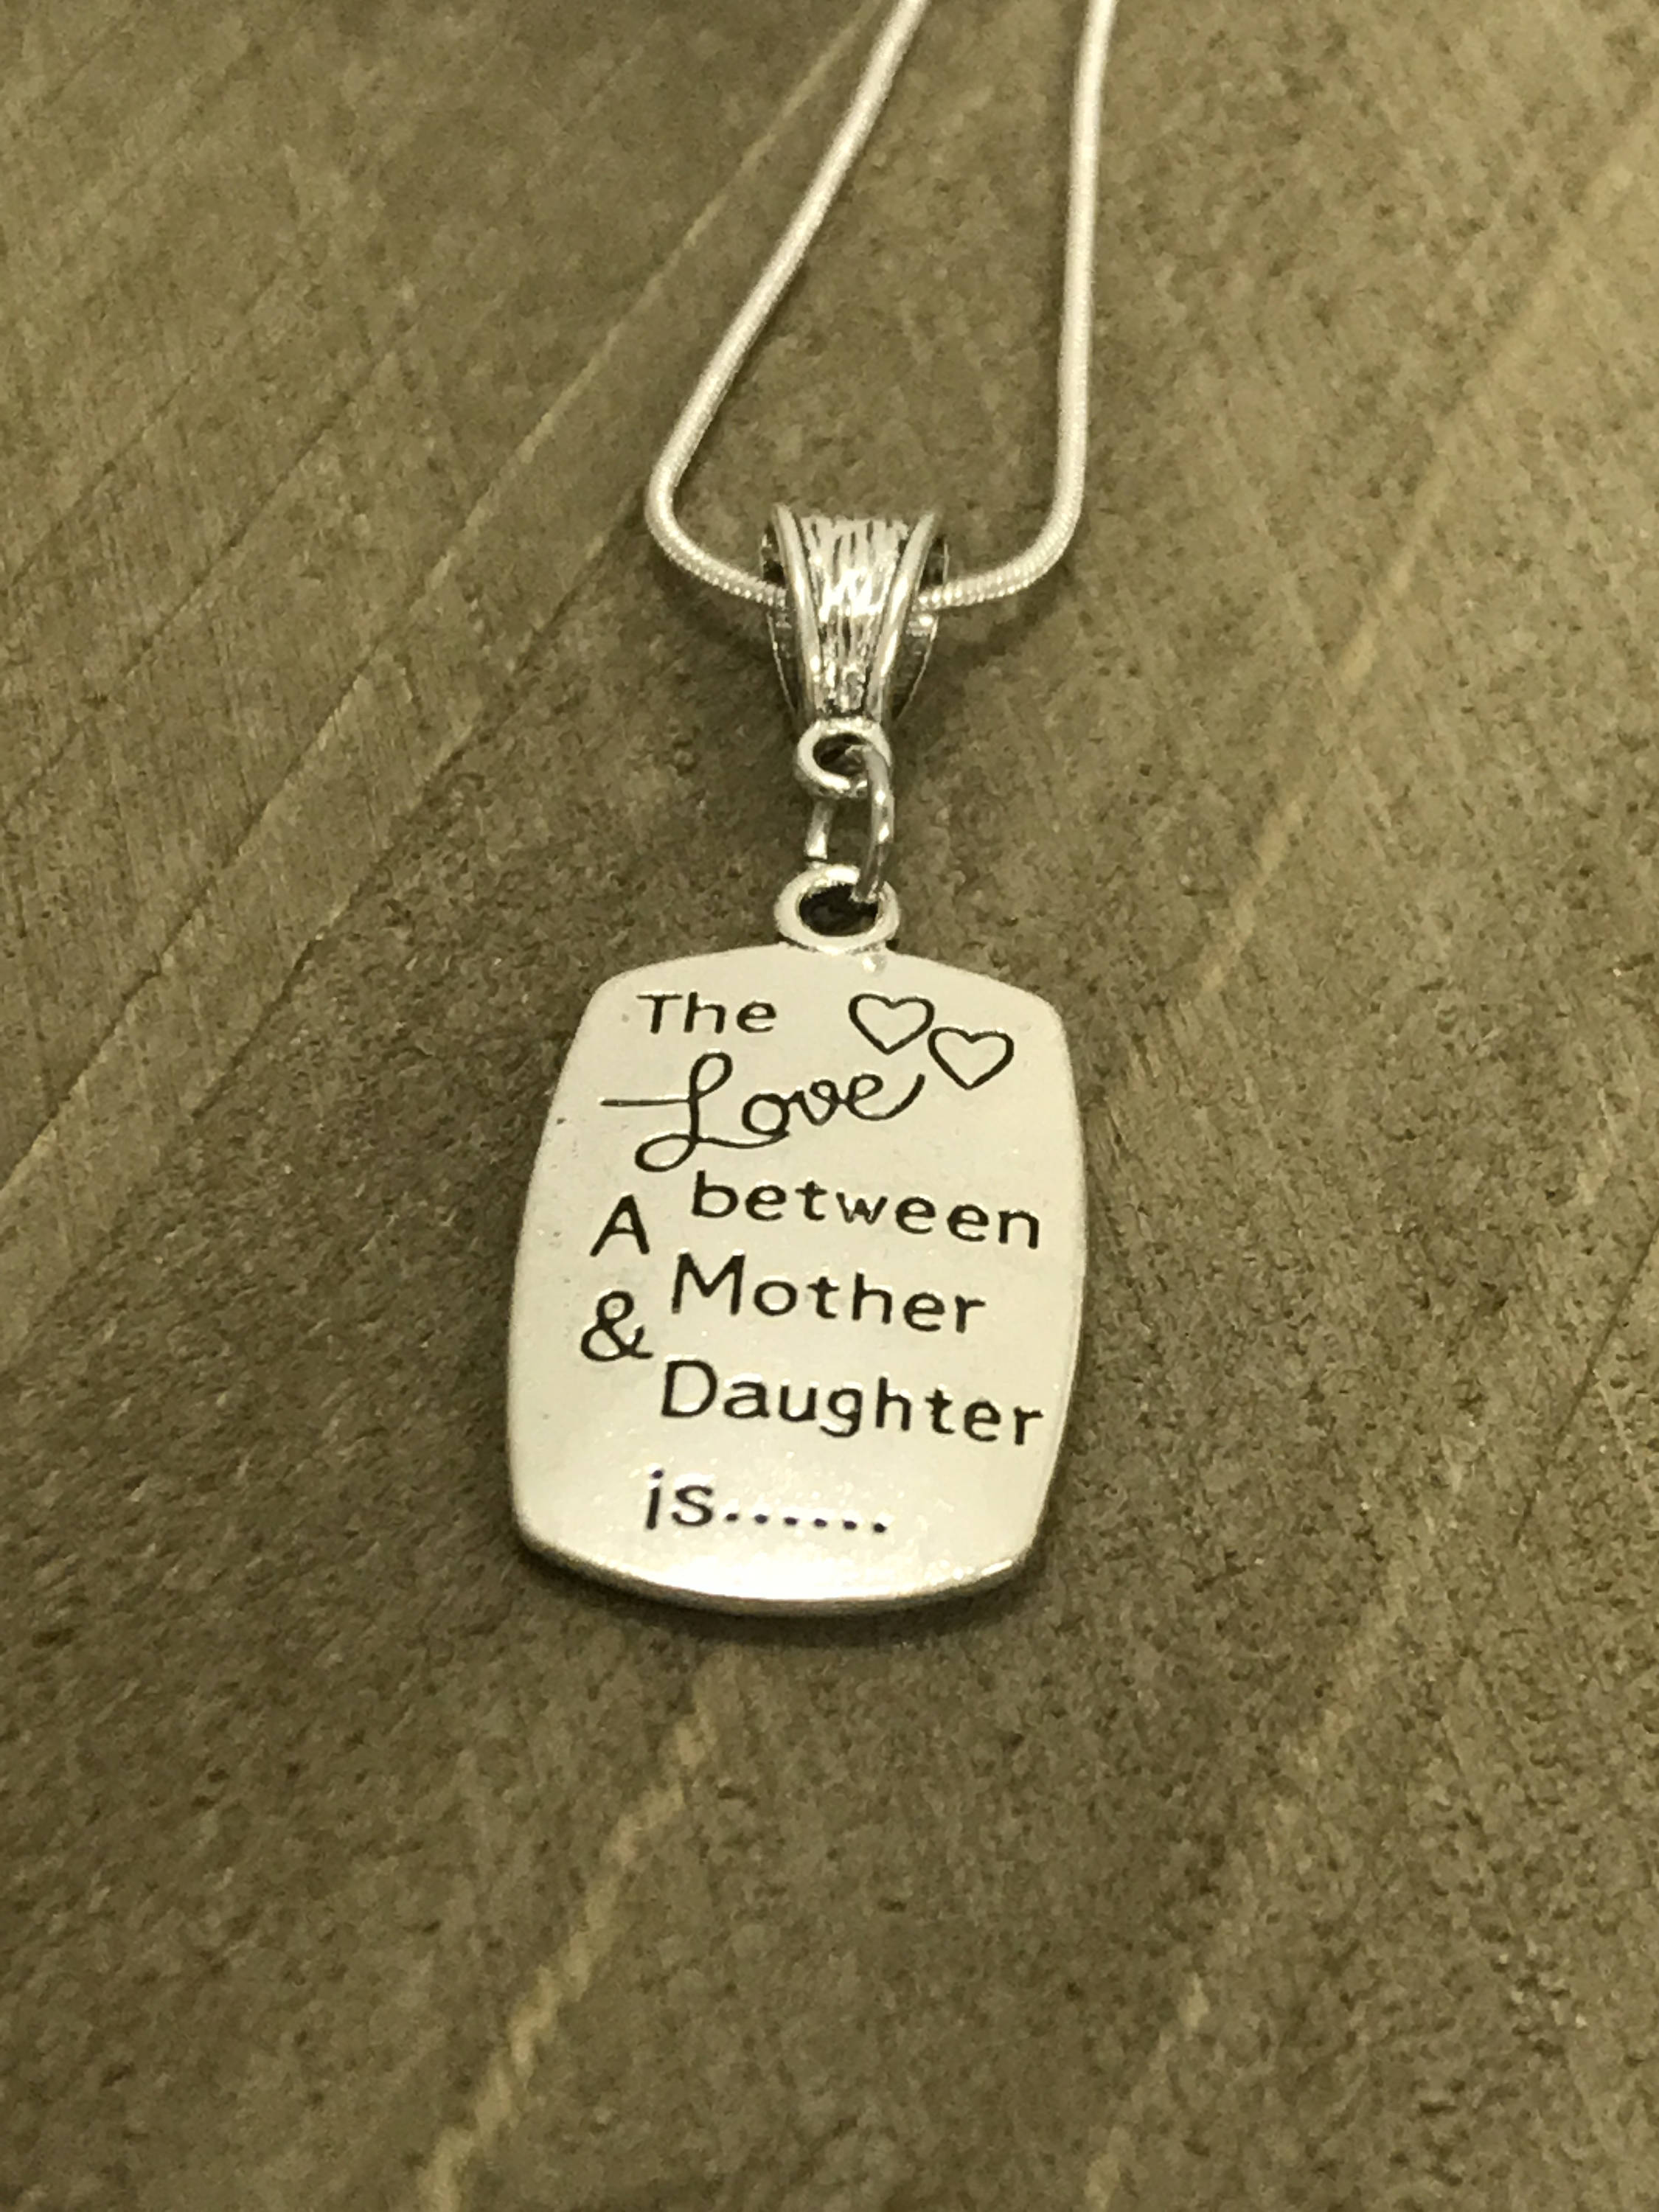 The
Love
between
A Mother
& Daughter
is......